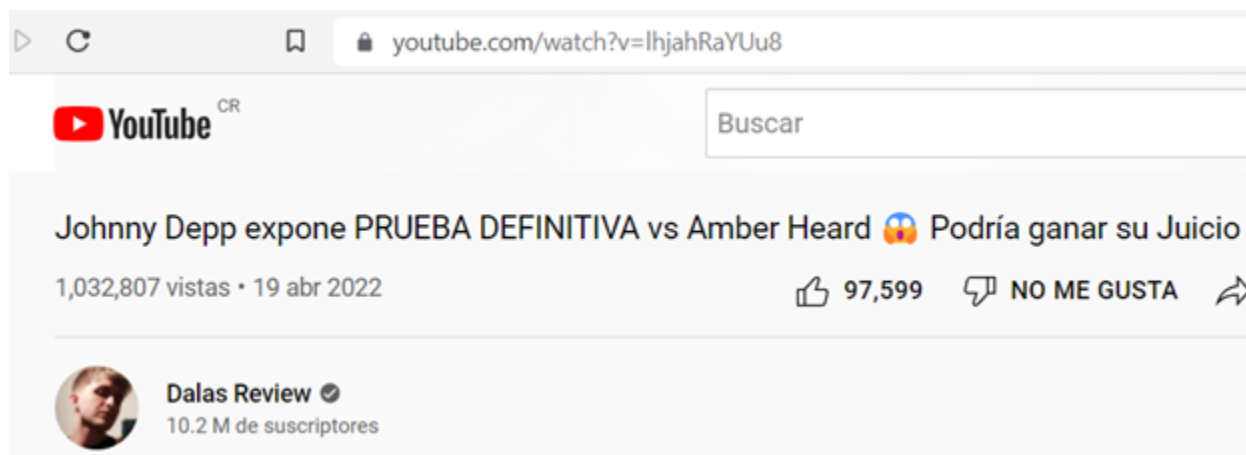 youtube.com/watch?v=lhjahRaYUu8
YouTube CR
Buscar
Johnny Depp expone PRUEBA DEFINITIVA vs Amber Heard 😱 Podría ganar su Juicio
1,032,807 vistas • 19 abr 2022
97,599 NO ME GUSTA
Dalas Review
10.2 M de suscriptores